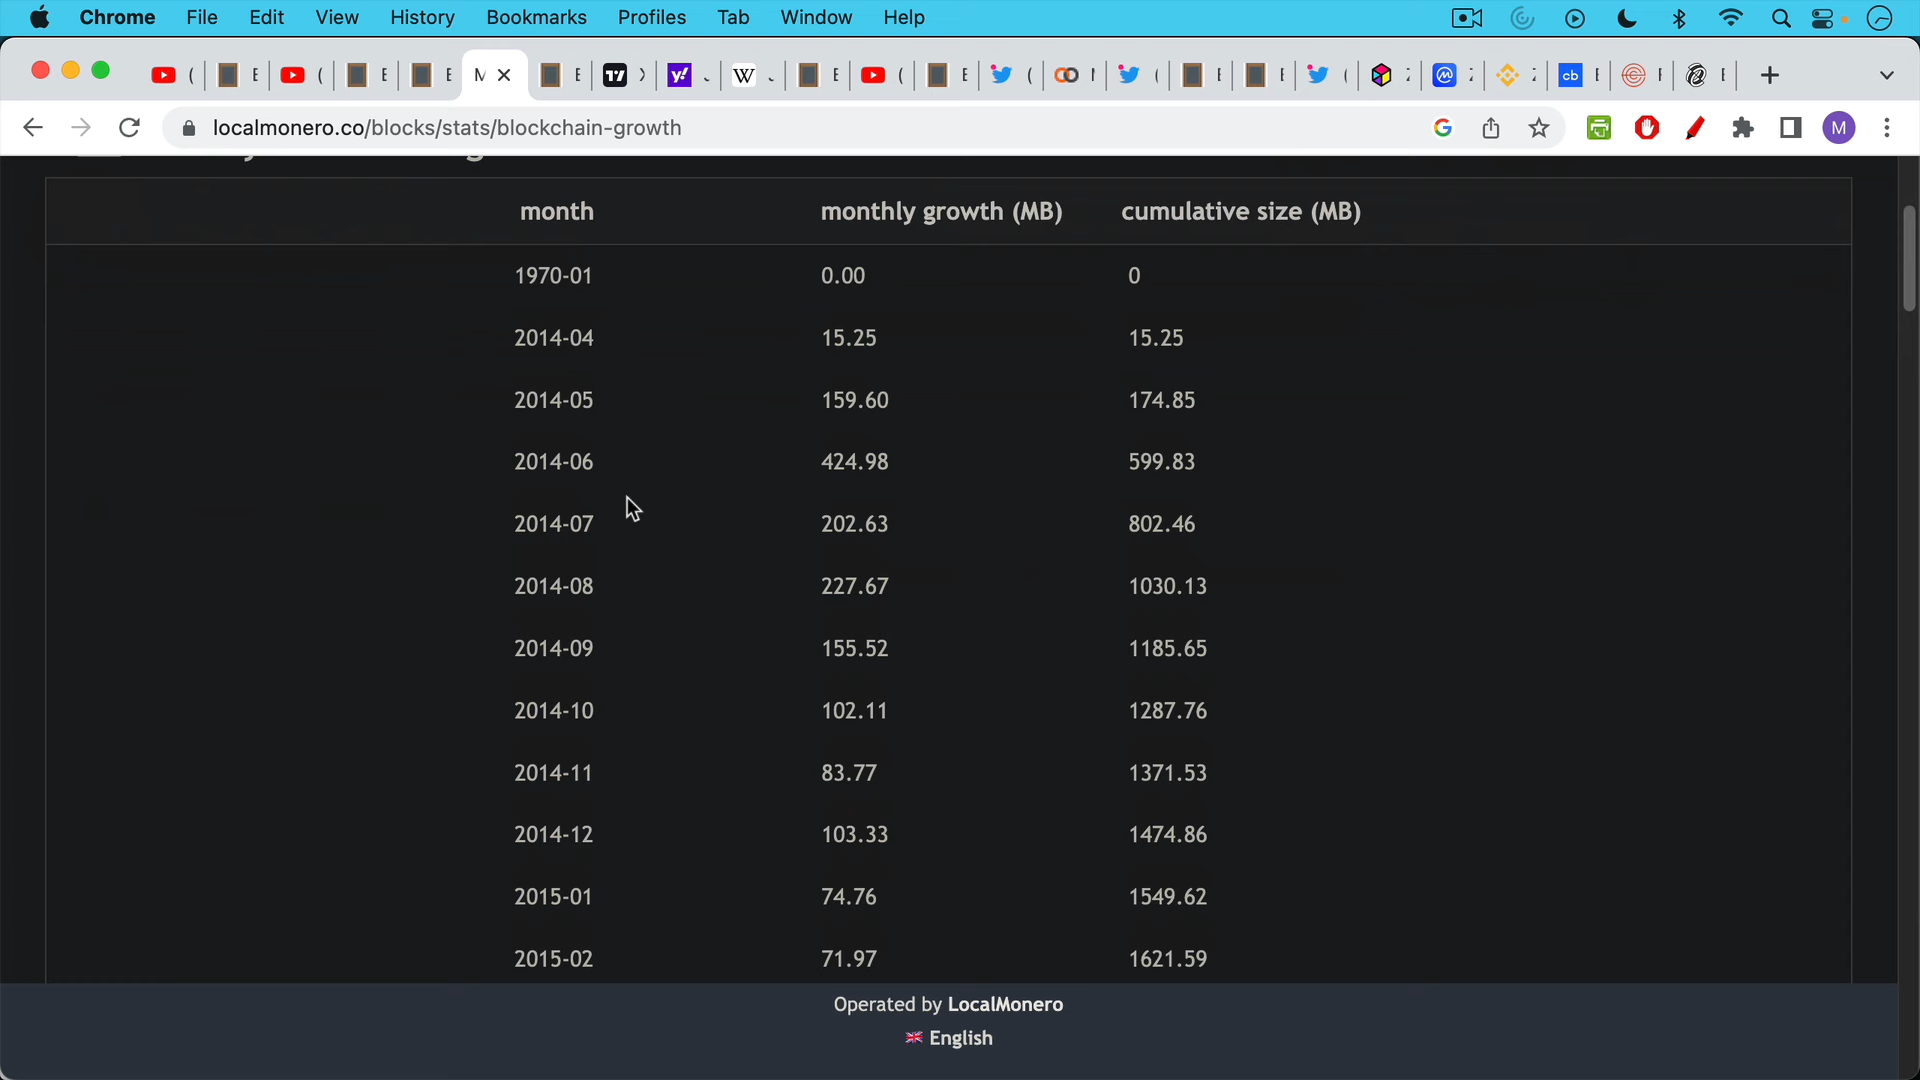 Chrome File Edit View History Bookmarks Profiles Tab Window Help
localmonero.co/blocks/stats/blockchain-growth
M
month monthly growth (MB) cumulative size (MB)
1970-01 0.00 0
2014-04 15.25 15.25
2014-05 159.60 174.85
2014-06 424.98 599.83
2014-07 202.63 802.46
2014-08 227.67 1030.13
2014-09 155.52 1185.65
2014-10 102.11 1287.76
2014-11 83.77 1371.53
2014-12 103.33 1474.86
2015-01 74.76 1549.62
2015-02 71.97 1621.59
Operated by LocalMonero
English